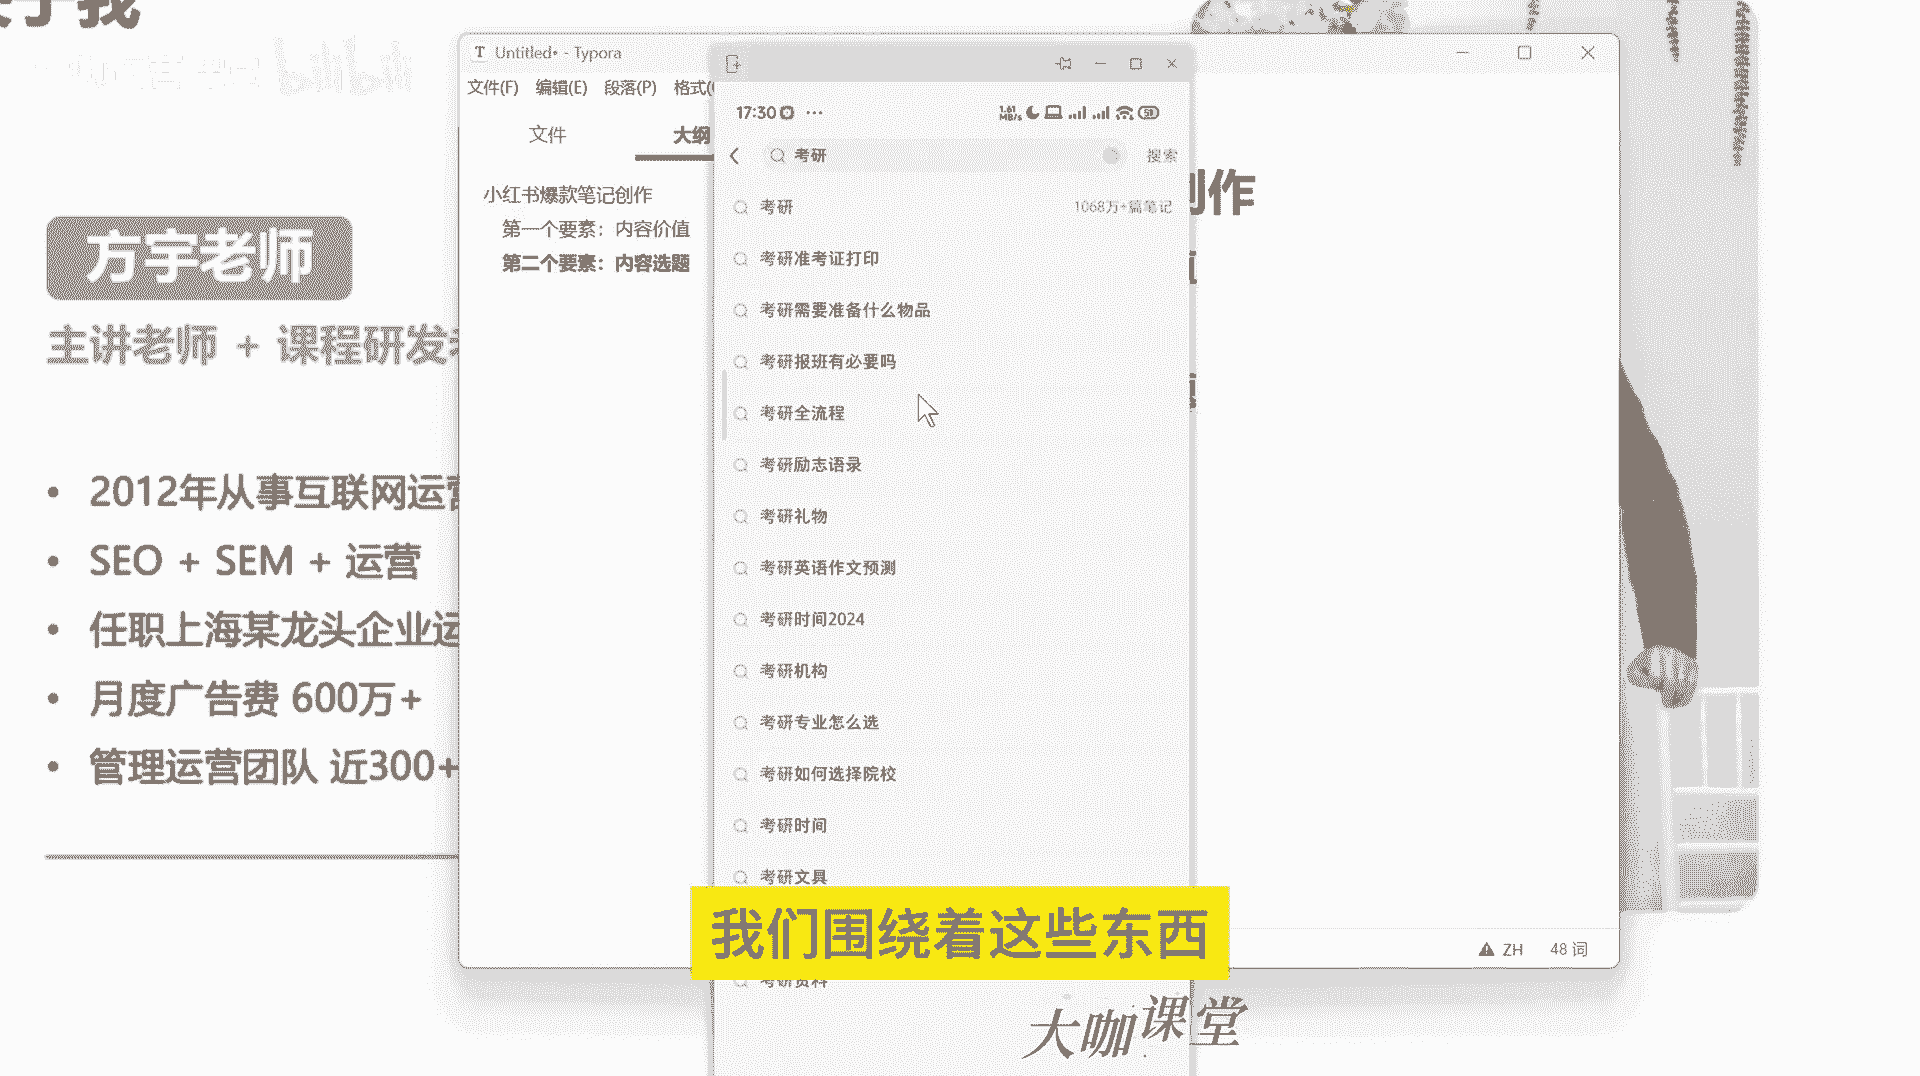 关于我
bilibili
方宇老师
主讲老师 + 课程研发
2012年从事互联网运营
SEO + SEM + 运营
任职上海某龙头企业运
月度广告费 600万+
管理运营团队 近300+
Untitled• - Typora
文件(F) 编辑(E) 段落(P) 格式(
文件 大纲
小红书爆款笔记创作
第一个要素：内容价值
第二个要素：内容选题
创作
17:30 ···
1.61 MB/s 50
考研 搜索
考研 1068万+篇笔记
考研准考证打印
考研需要准备什么物品
考研报班有必要吗
考研全流程
考研励志语录
考研礼物
考研英语作文预测
考研时间2024
考研机构
考研专业怎么选
考研如何选择院校
考研时间
考研文具
我们围绕着这些东西
考研资料
ZH 48 词
大咖课堂